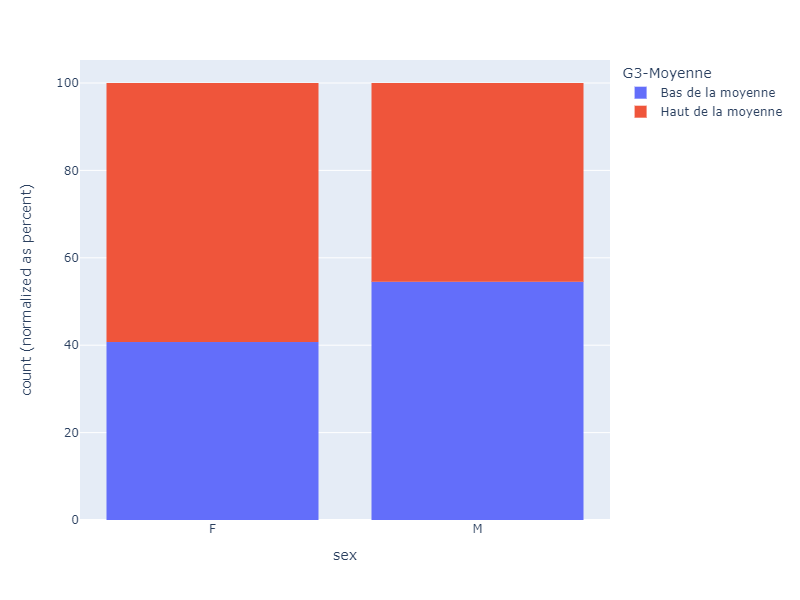 G3-Moyenne
Bas de la moyenne
Haut de la moyenne
count (normalized as percent)
100
80
60
40
20
0
F
M
sex